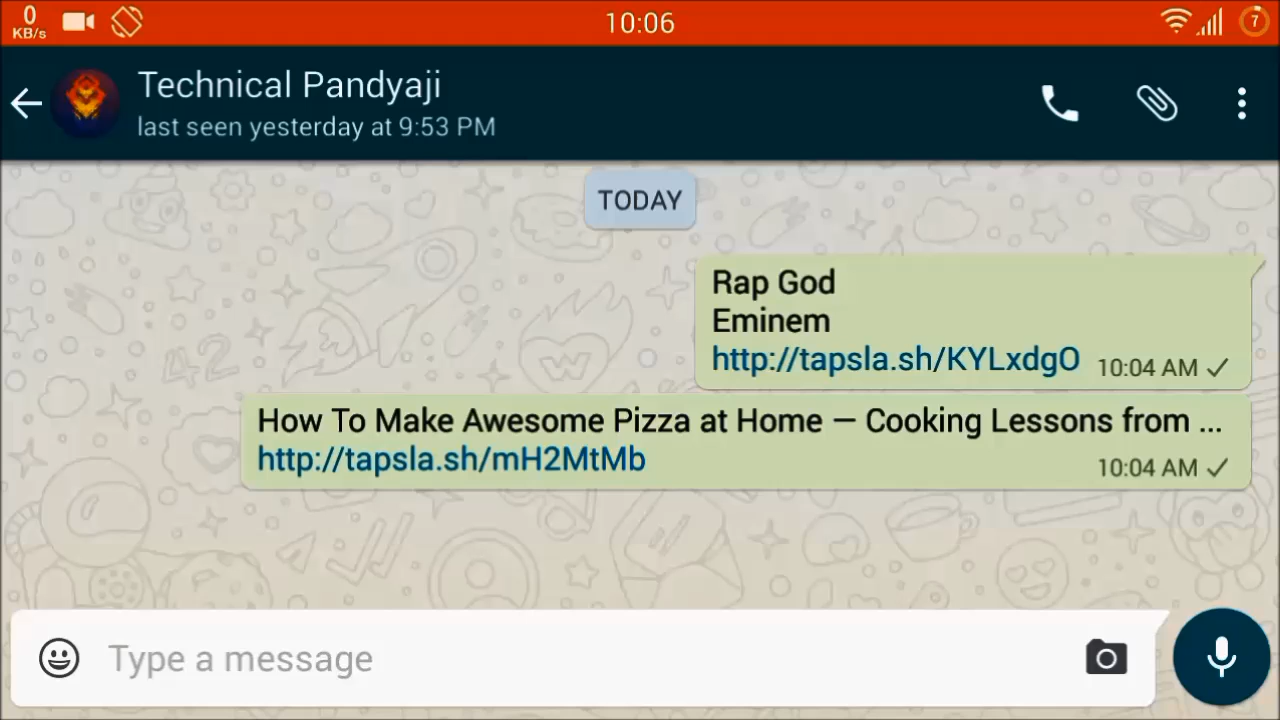 0
KB/s
10:06
7
Technical Pandyaji
last seen yesterday at 9:53 PM
TODAY
Rap God
Eminem
http://tapsla.sh/KYLxdgO 10:04 AM
How To Make Awesome Pizza at Home — Cooking Lessons from ...
http://tapsla.sh/mH2MtMb
10:04 AM
42
Type a message